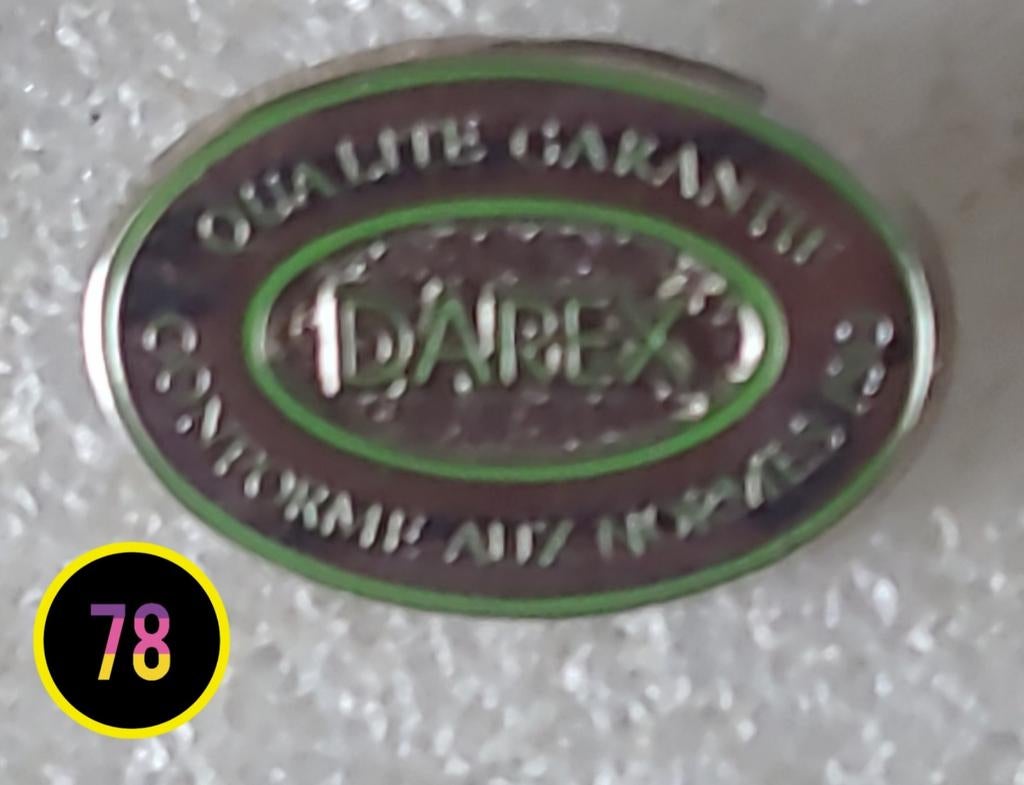 QUALITE GARANTIE
DAREX
CONFORME AUX NORMES
78